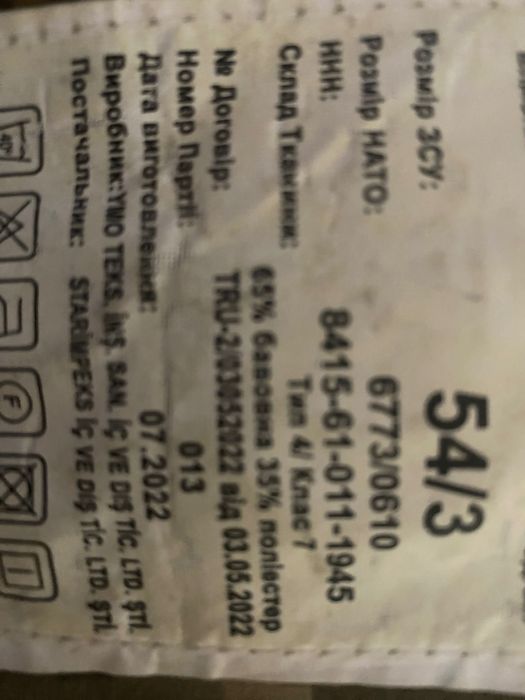 Розмір ЗСУ: 54/3
Розмір НАТО: 6773/0610
ННН: 8415-61-011-1945
Склад Тканини: Тип 4/ Клас 7
65% бавовна 35% поліестер
№ Договір: TRU-2/03052022 від 03.05.2022
Номер Партії: 013
Дата виготовлення: 07.2022
Виробник:YMO TEKS. İNŞ. SAN. İÇ VE DIŞ TİC. LTD. ŞTİ.
Постачальник: STARİMPEKS İÇ VE DIŞ TİC. LTD. ŞTİ.
40°
F